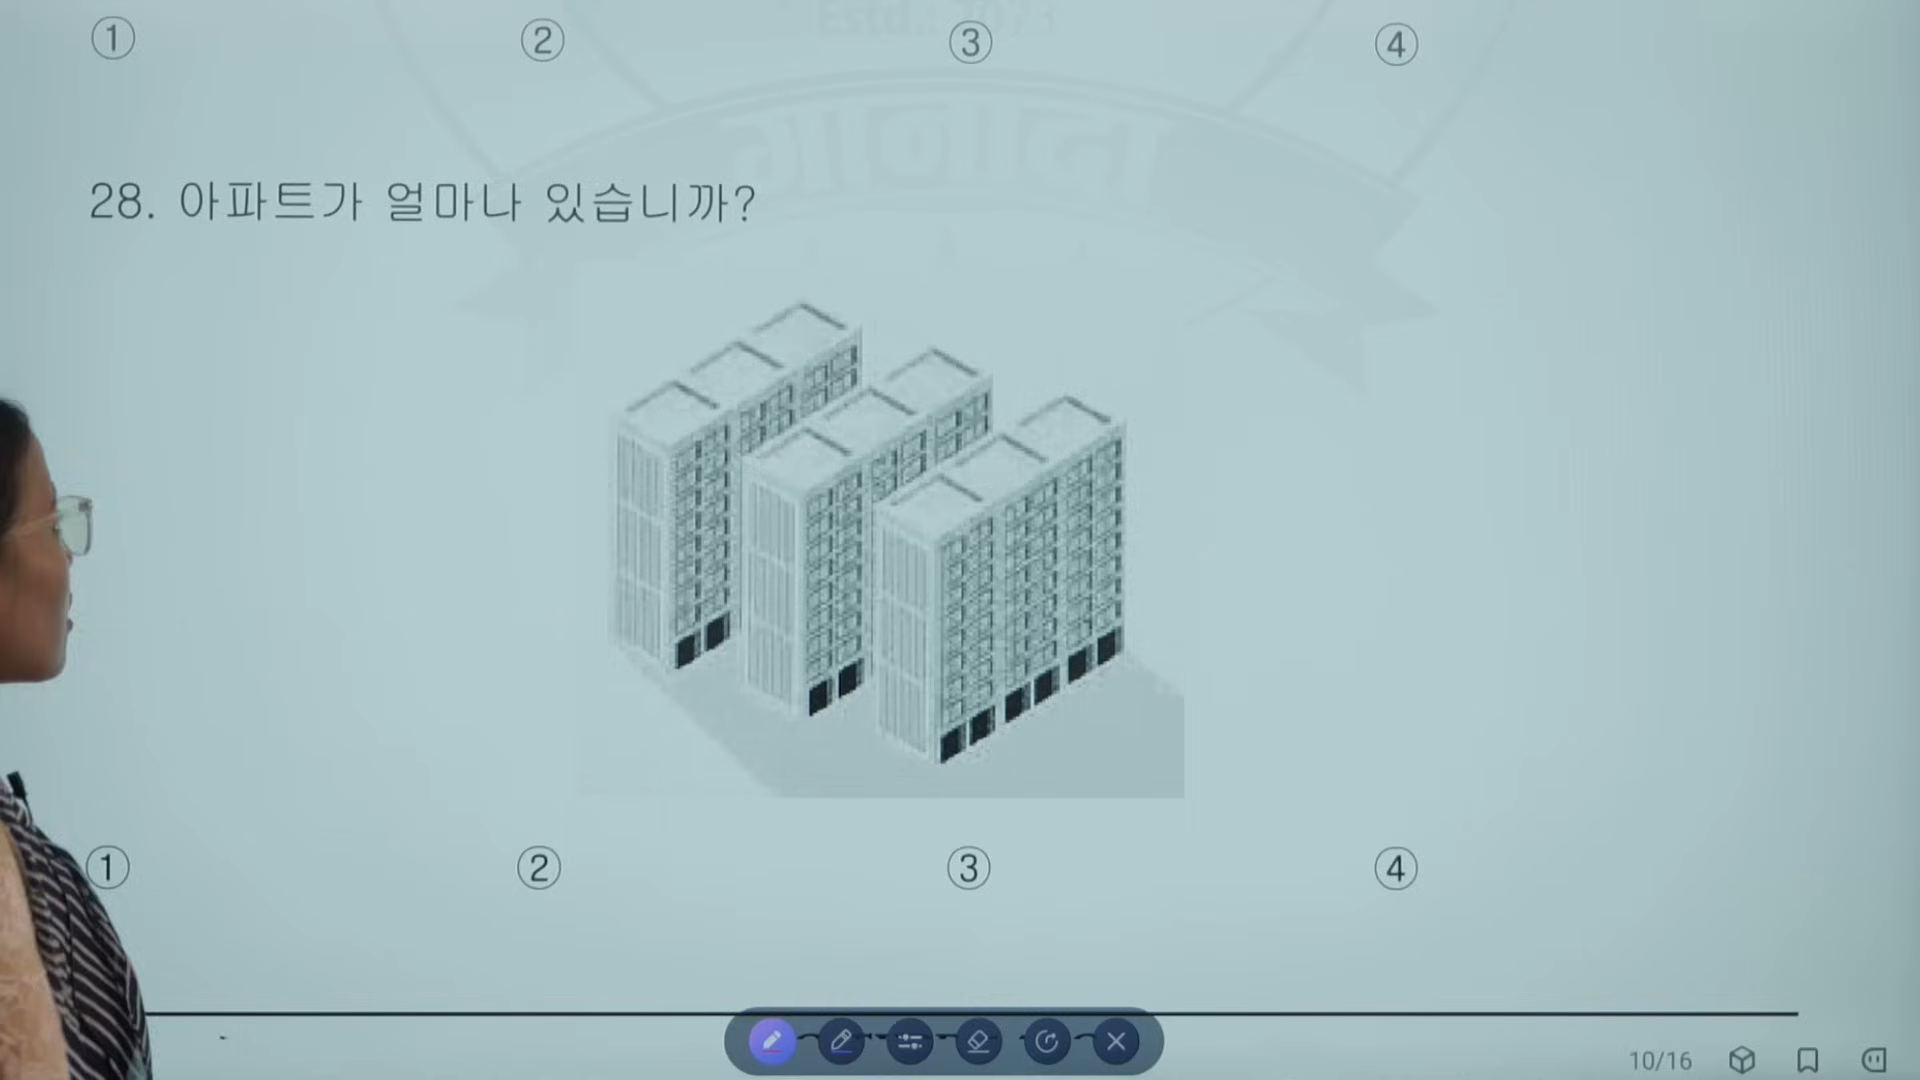 ① ② ③ ④
28. 아파트가 얼마나 있습니까?
① ② ③ ④
10/16